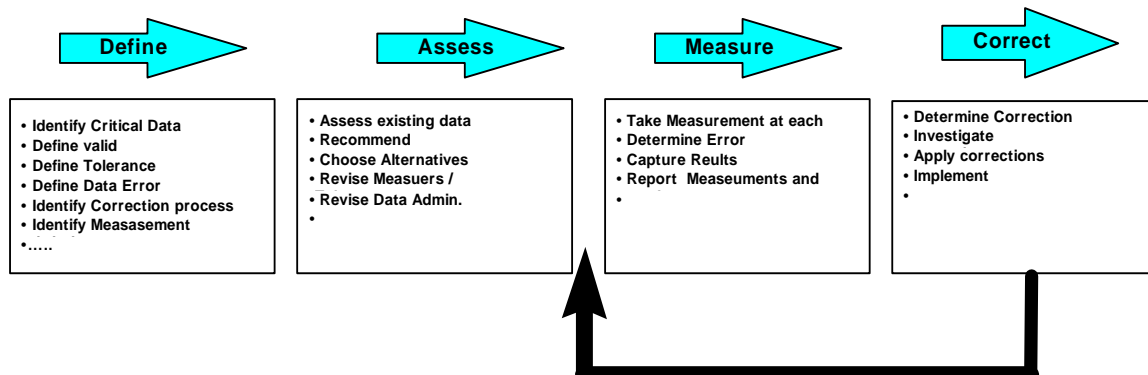 Define
Assess
Measure
Correct
• Identify Critical Data
• Define valid
• Define Tolerance
• Define Data Error
• Identify Correction process
• Identify Measasement
•…..
• Assess existing data
• Recommend
• Choose Alternatives
• Revise Measuers /
• Revise Data Admin.
•
• Take Measurement at each
• Determine Error
• Capture Reults
• Report Measeuments and
•
• Determine Correction
• Investigate
• Apply corrections
• Implement
•